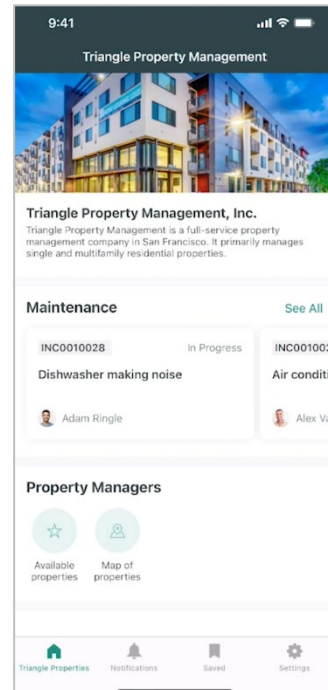 9:41
Triangle Property Management
Triangle Property Management, Inc.
Triangle Property Management is a full-service property
management company in San Francisco. It primarily manages
single and multifamily residential properties.
Maintenance
See All
INC0010028
In Progress
Dishwasher making noise
Adam Ringle
Air
Alex
Property Managers
Available
properties
Map of
properties
Triangle Properties
Notifications
Saved
Settings